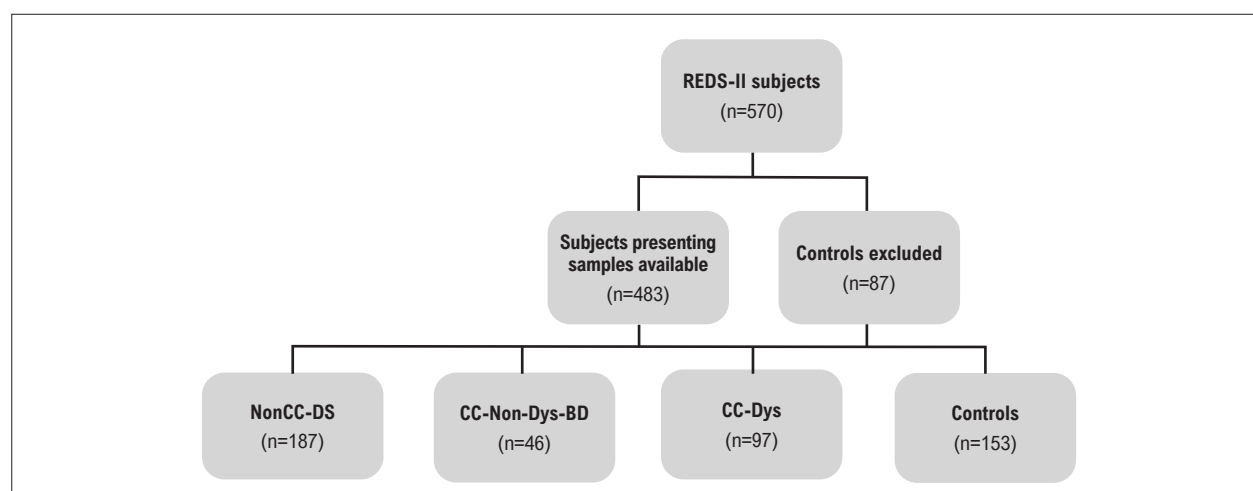 REDS-II subjects
(n=570)
Subjects presenting
samples available
(n=483)
Controls excluded
(n=87)
NonCC-DS
(n=187)
CC-Non-Dys-BD
(n=46)
CC-Dys
(n=97)
Controls
(n=153)